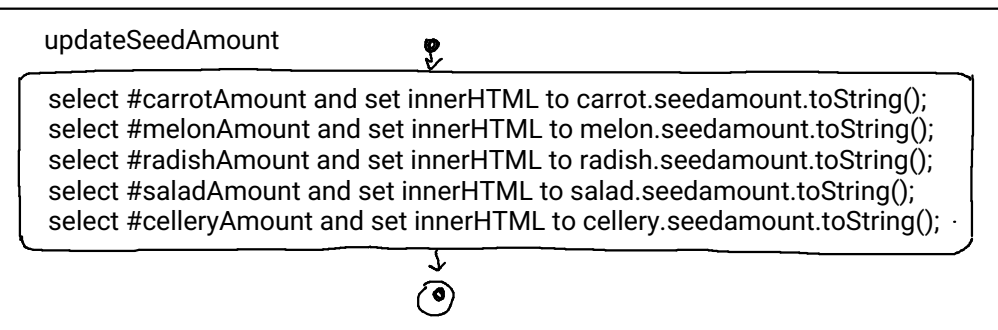 updateSeedAmount
select #carrotAmount and set innerHTML to carrot.seedamount.toString();
select #melonAmount and set innerHTML to melon.seedamount.toString();
select #radishAmount and set innerHTML to radish.seedamount.toString();
select #saladAmount and set innerHTML to salad.seedamount.toString();
select #celleryAmount and set innerHTML to cellery.seedamount.toString();